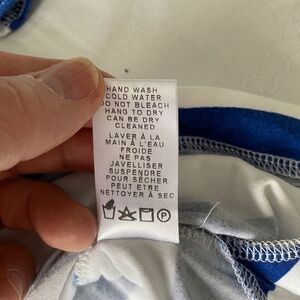 HAND WASH
COLD WATER
DO NOT BLEACH
HANG TO DRY
CAN BE DRY
CLEANED
LAVER À LA
MAIN À L'EAU
FROIDE
NE PAS
JAVELLISER
SUSPENDRE
POUR SÉCHER
PEUT ÊTRE
NETTOYER À SEC
P